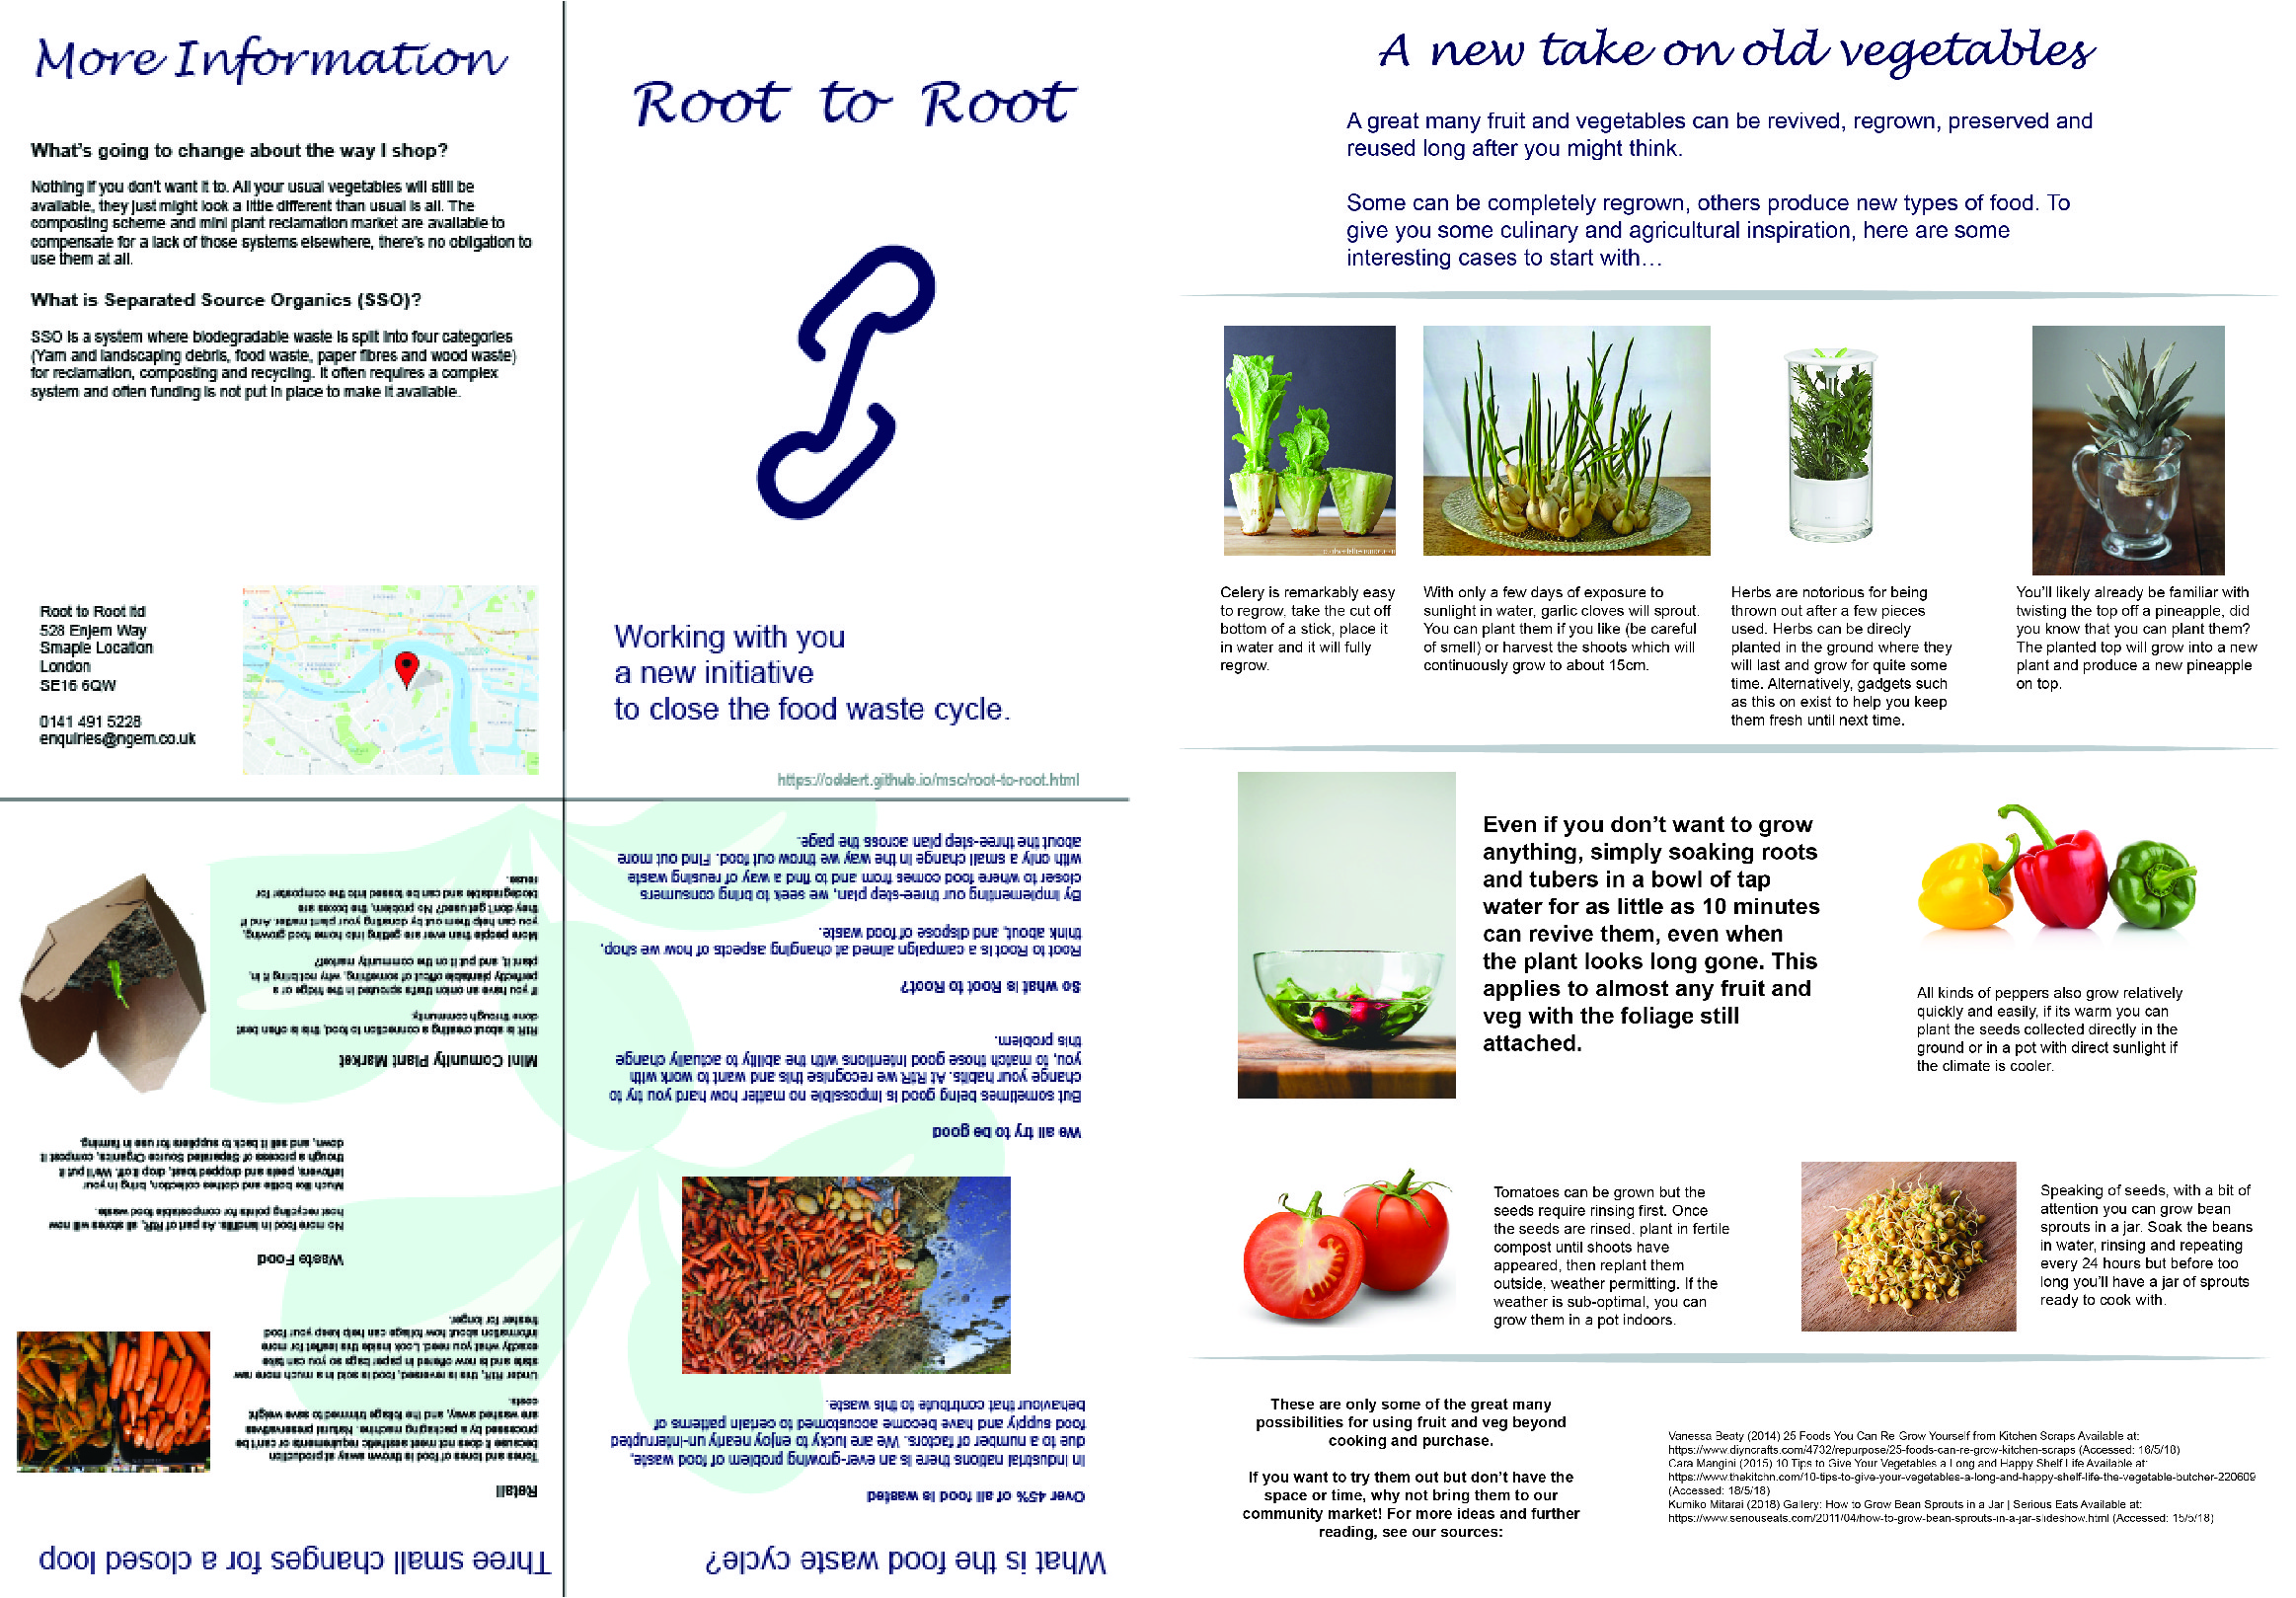 More Information
What's going to change about the way I shop?
Nothing if you don't want it to. All your usual vegetables will still be
available, they just might look a little different than usual is all. The
composting scheme and mini plant reclamation market are available to
compensate for a lack of those systems elsewhere, there's no obligation to
use them at all.
What is Separated Source Organics (SSO)?
SSO is a system where biodegradable waste is split into four categories
(Yarn and landscaping debris, food waste, paper fibres and wood waste)
for reclamation, composting and recycling. It often requires a complex
system and often funding is not put in place to make it available.
Root to Root ltd
528 Enjem Way
Smaple Location
London
SE16 6QW
0141 491 5228
enquiries@ngem.co.uk
Root to Root
Working with you
a new initiative
to close the food waste cycle.
https://oddert.github.io/msc/root-to-root.html
What is the food waste cycle?
Over 45% of all food is wasted
In industrial nations there is an ever-growing problem of food waste,
due to a number of factors. We are lucky to enjoy nearly un-interrupted
food supply and have become accustomed to certain patterns of
behaviour that contribute to this waste.
We all try to be good
But sometimes being good is impossible no matter how hard you try to
change your habits. At RtR we recognise this and want to work with
you, to match those good intentions with the ability to actually change
this problem.
So what is Root to Root?
Root to Root is a campaign aimed at changing aspects of how we shop,
think about, and dispose of food waste.
By implementing our three-step plan, we seek to bring consumers
closer to where food comes from and to find a way of reusing waste
with only a small change in the way we throw out food. Find out more
about the three-step plan across the page.
Three small changes for a closed loop
Retail
Tones and tones of food is thrown away at production
because it does not meet aesthetic requirements or can't be
processed by a packaging machine. Natural preservatives
are washed away, and the foliage trimmed to save weight
costs.
Under RtR, this is reversed, food is sold in a much more raw
state and is now offered in paper bags so you can take
exactly what you need. Look inside this leaflet for more
information about how foliage can help keep your food
fresher for longer.
Waste Food
No more food in landfills. As part of RtR, all stores will now
host recycling points for compostable food waste.
Much like bottle and clothes collection, bring in your
leftovers, peels and dropped toast, drop it off. We'll put it
though a process of Separated Source Organics, compost it
down, and sell it back to suppliers for use in farming.
Mini Comunity Plant Market
RtR is about creating a connection to food, this is often best
done through community.
If you have an onion thats sprouted in the fridge or a
perfectly plantable offcut of something, why not bring it in,
plant it, and put it on the community market?
More people than ever are getting into home food growing,
you can help them out by donating your plant matter. And if
they don't get used? No problem, the boxes are
biodegradable and can be tossed into the composter for
reuse.
A new take on old vegetables
A great many fruit and vegetables can be revived, regrown, preserved and
reused long after you might think.
Some can be completely regrown, others produce new types of food. To
give you some culinary and agricultural inspiration, here are some
interesting cases to start with…
Celery is remarkably easy
to regrow, take the cut off
bottom of a stick, place it
in water and it will fully
regrow.
With only a few days of exposure to
sunlight in water, garlic cloves will sprout.
You can plant them if you like (be careful
of smell) or harvest the shoots which will
continuously grow to about 15cm.
Herbs are notorious for being
thrown out after a few pieces
used. Herbs can be direcly
planted in the ground where they
will last and grow for quite some
time. Alternatively, gadgets such
as this on exist to help you keep
them fresh until next time.
You'll likely already be familiar with
twisting the top off a pineapple, did
you know that you can plant them?
The planted top will grow into a new
plant and produce a new pineapple
on top.
Even if you don't want to grow
anything, simply soaking roots
and tubers in a bowl of tap
water for as little as 10 minutes
can revive them, even when
the plant looks long gone. This
applies to almost any fruit and
veg with the foliage still
attached.
All kinds of peppers also grow relatively
quickly and easily, if its warm you can
plant the seeds collected directly in the
ground or in a pot with direct sunlight if
the climate is cooler.
Tomatoes can be grown but the
seeds require rinsing first. Once
the seeds are rinsed. plant in fertile
compost until shoots have
appeared, then replant them
outside, weather permitting. If the
weather is sub-optimal, you can
grow them in a pot indoors.
Speaking of seeds, with a bit of
attention you can grow bean
sprouts in a jar. Soak the beans
in water, rinsing and repeating
every 24 hours but before too
long you'll have a jar of sprouts
ready to cook with.
These are only some of the great many
possibilities for using fruit and veg beyond
cooking and purchase.
If you want to try them out but don't have the
space or time, why not bring them to our
community market! For more ideas and further
reading, see our sources:
Vanessa Beaty (2014) 25 Foods You Can Re Grow Yourself from Kitchen Scraps Available at:
https://www.diyncrafts.com/4732/repurpose/25-foods-can-re-grow-kitchen-scraps (Accessed: 16/5/18)
Cara Mangini (2015) 10 Tips to Give Your Vegetables a Long and Happy Shelf Life Available at:
https://www.thekitchn.com/10-tips-to-give-your-vegetables-a-long-and-happy-shelf-life-the-vegetable-butcher-220609
(Accessed: 18/5/18)
Kumiko Mitarai (2018) Gallery: How to Grow Bean Sprouts in a Jar | Serious Eats Available at:
https://www.seriouseats.com/2011/04/how-to-grow-bean-sprouts-in-a-jar-slideshow.html (Accessed: 15/5/18)